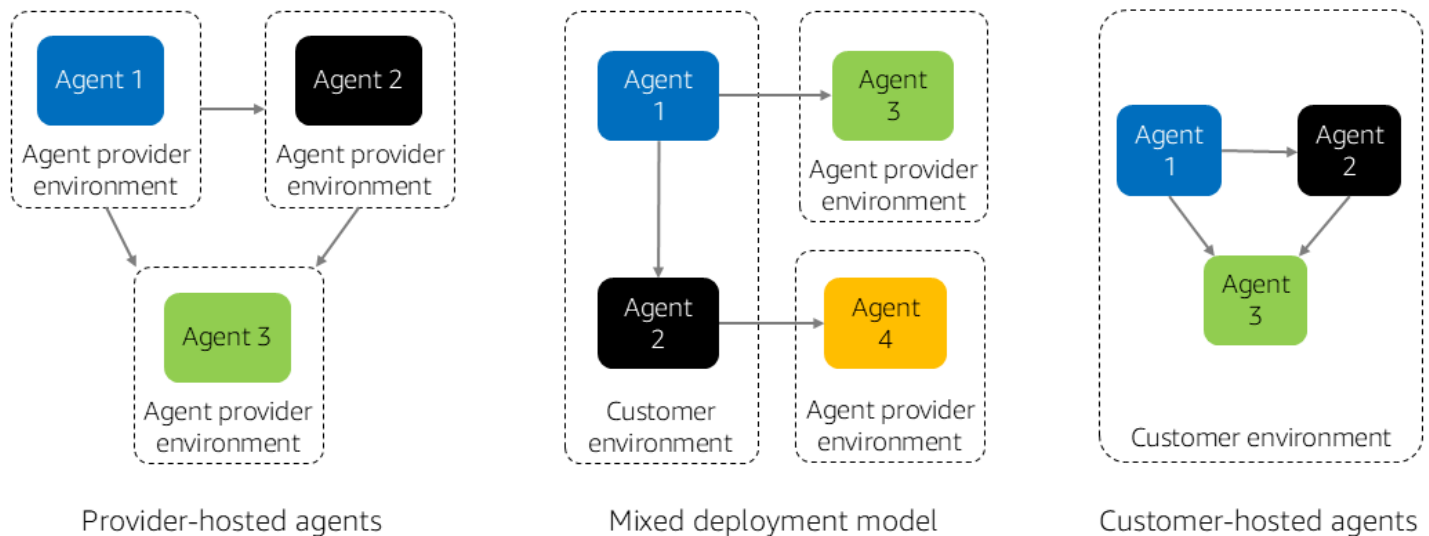 Agent 1
Agent provider
environment
Agent 2
Agent provider
environment
Agent 3
Agent provider
environment
Provider-hosted agents
Agent
1
Agent
3
Agent provider
environment
Agent
2
Customer
environment
Agent
4
Agent provider
environment
Mixed deployment model
Agent
1
Agent
2
Agent
3
Customer environment
Customer-hosted agents